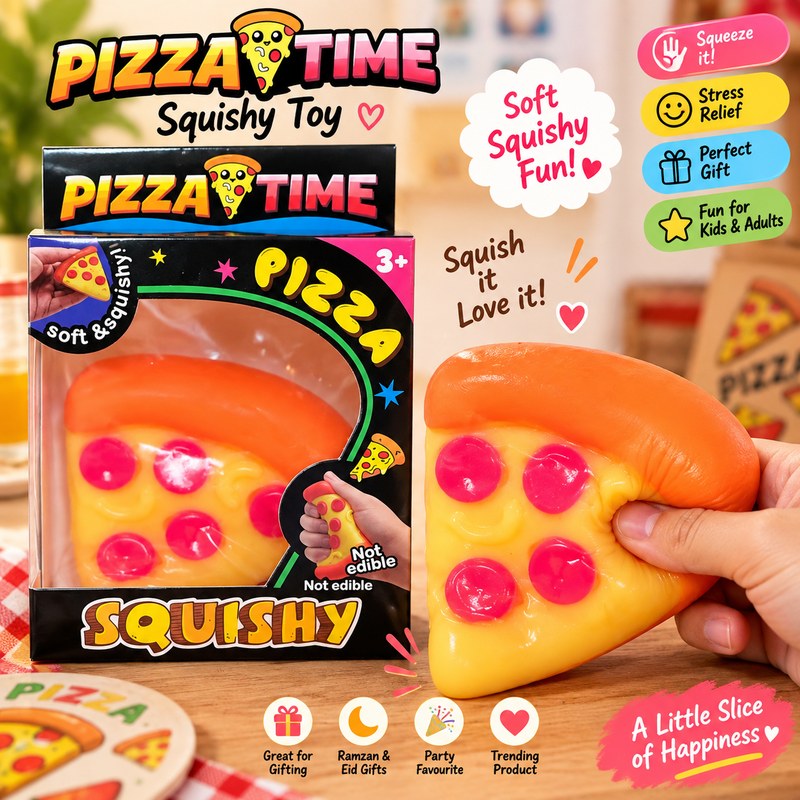 PIZZA TIME
Squishy Toy
Soft
Squishy
Fun!
Squeeze
it!
Stress
Relief
Perfect
Gift
Fun for
Kids & Adults
Squish
it
Love it!
PIZZA TIME
soft & squishy!
3+
PIZZA
Not
edible
Not edible
SQUISHY
PIZZA
PIZZA
Great for
Gifting
Ramzan &
Eid Gifts
Party
Favourite
Trending
Product
A Little Slice
of Happiness